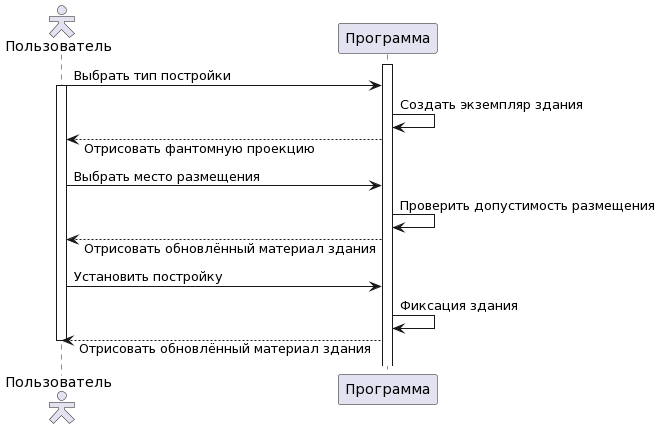 Пользователь
Программа
Выбрать тип постройки
Создать экземпляр здания
Отрисовать фантомную проекцию
Выбрать место размещения
Проверить допустимость размещения
Отрисовать обновлённый материал здания
Установить постройку
Фиксация здания
Отрисовать обновлённый материал здания
Пользователь
Программа